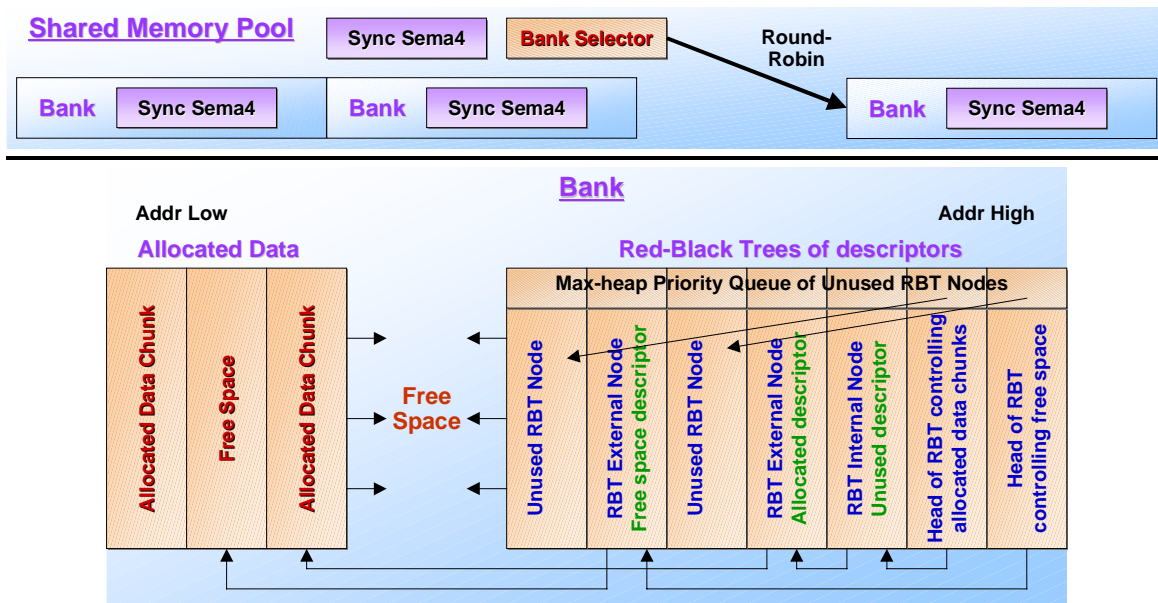 Shared Memory Pool
Sync Sema4
Bank Selector
Round-
Robin
Bank
Sync Sema4
Bank
Sync Sema4
Bank
Sync Sema4
Bank
Addr Low
Addr High
Allocated Data
Red-Black Trees of descriptors
Max-heap Priority Queue of Unused RBT Nodes
Allocated Data Chunk
Free Space
Allocated Data Chunk
Free
Space
Unused RBT Node
RBT External Node
Free space descriptor
Unused RBT Node
RBT External Node
Allocated descriptor
RBT Internal Node
Unused descriptor
Head of RBT controlling
allocated data chunks
Head of RBT
controlling free space